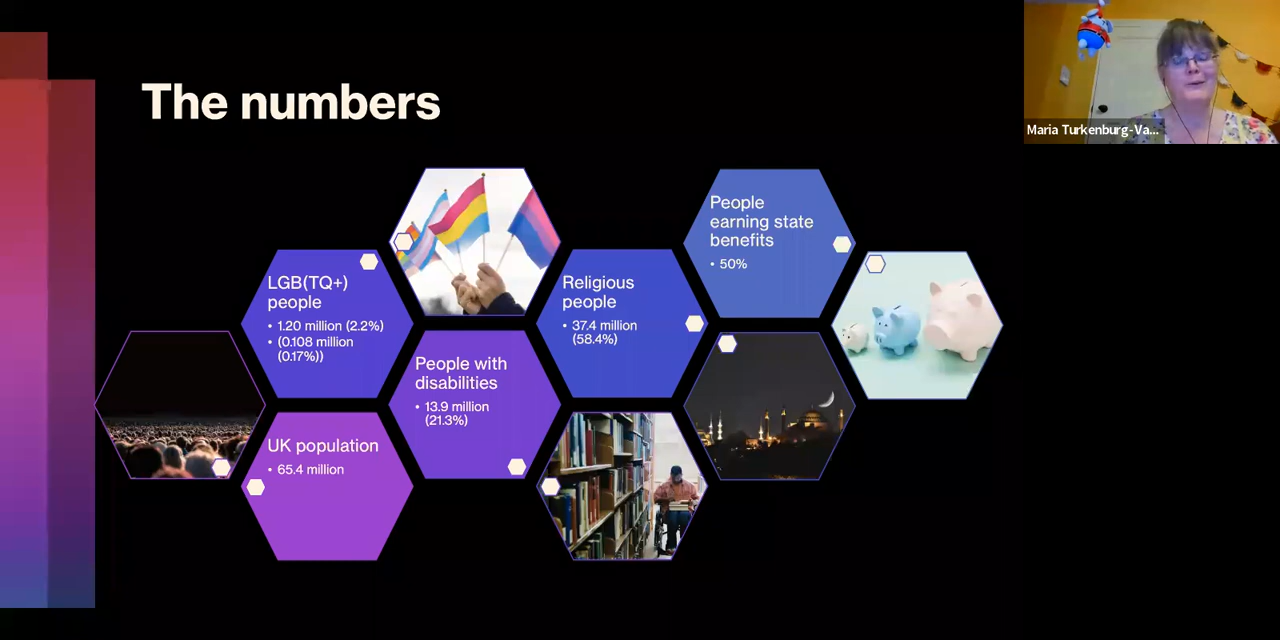 The numbers
Maria Turkenburg-Va...
LGB(TQ+)
people
• 1.20 million (2.2%)
• (0.108 million
(0.17%))
UK population
• 65.4 million
People with
disabilities
• 13.9 million
(21.3%)
Religious
people
• 37.4 million
(58.4%)
People
earning state
benefits
• 50%